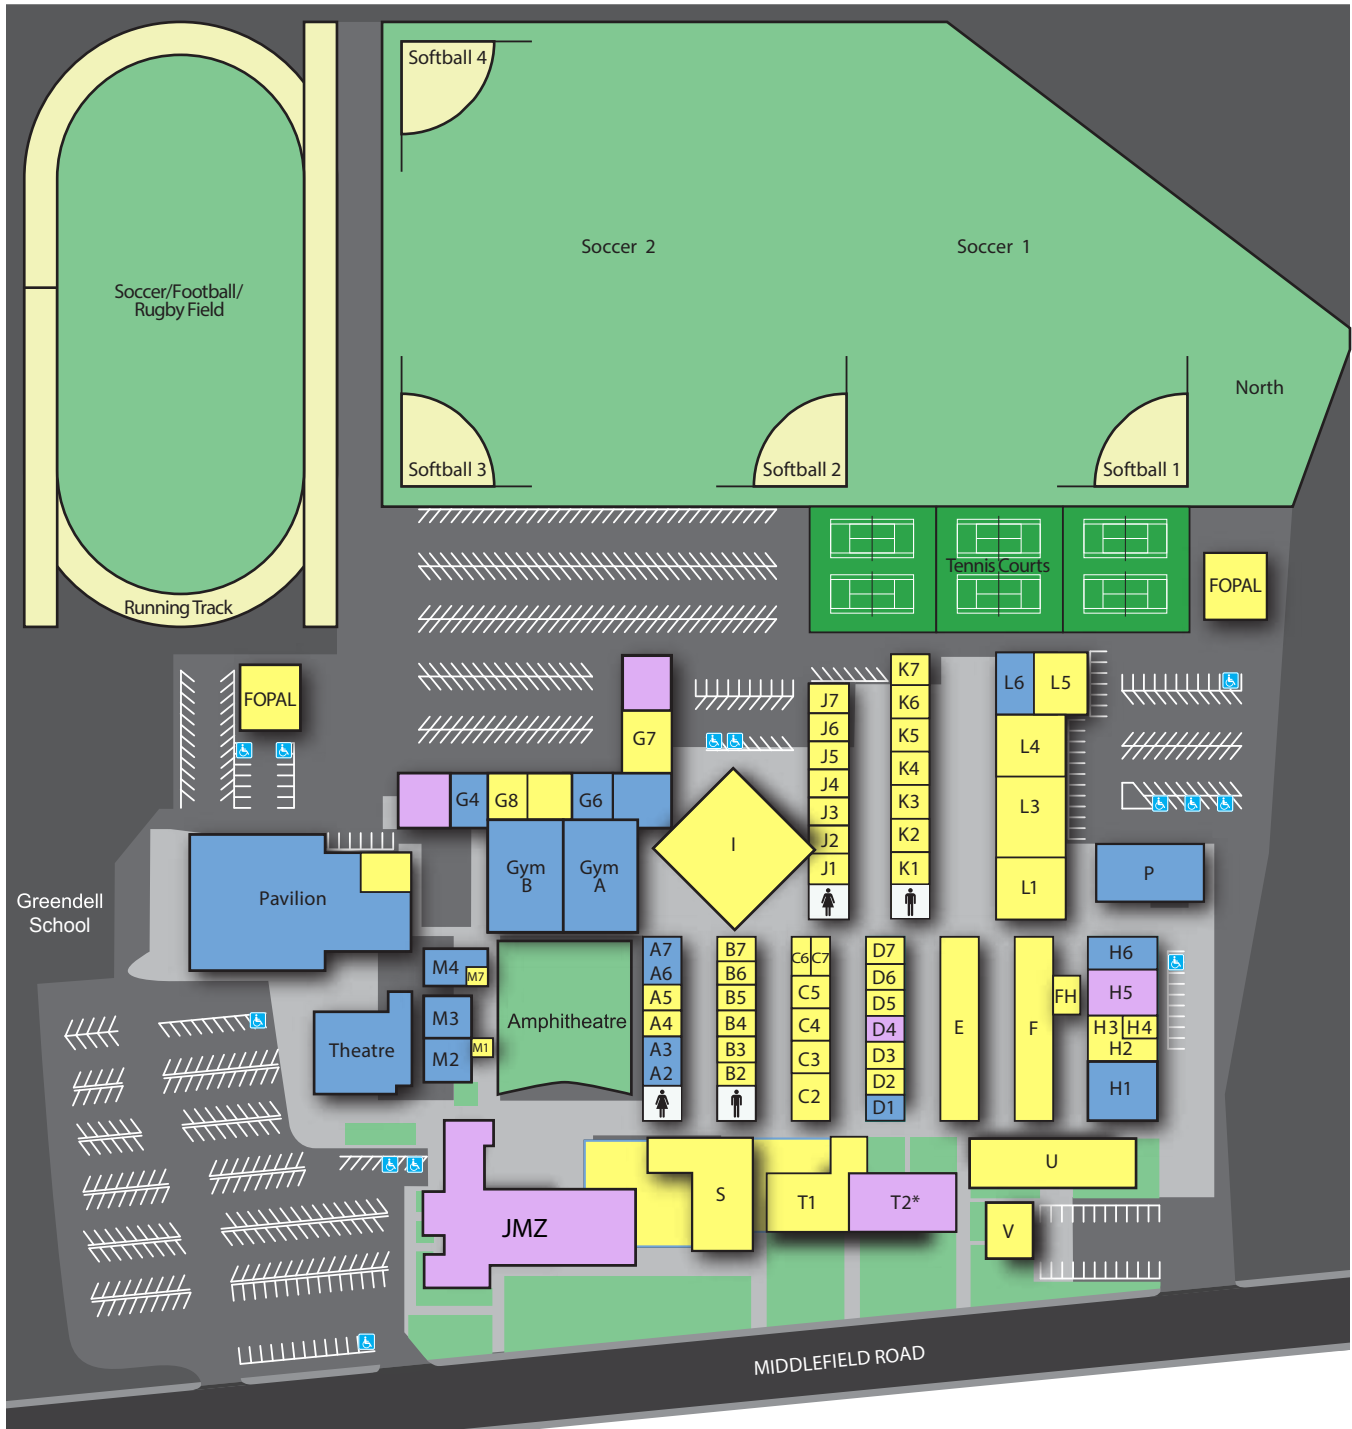 Softball 4
Soccer 2
Soccer 1
Soccer/Football/
Rugby Field
North
Softball 3
Softball 2
Softball 1
Tennis Courts
FOPAL
Running Track
FOPAL
K7
L6
L5
J7
K6
G7
J6
K5
L4
J5
K4
J4
G4
G8
G6
K3
L3
J3
K2
J2
I
Gym
B
Gym
A
J1
K1
P
L1
Pavilion
Greendell
School
A7
B7
C6
C7
D7
H6
M4
M7
A6
B6
D6
C5
H5
A5
B5
D5
FH
M3
Amphitheatre
A4
B4
C4
D4
E
F
H3
H4
Theatre
M2
M1
A3
B3
C3
D3
H2
A2
B2
D2
C2
D1
H1
U
S
T1
T2*
JMZ
V
MIDDLEFIELD ROAD